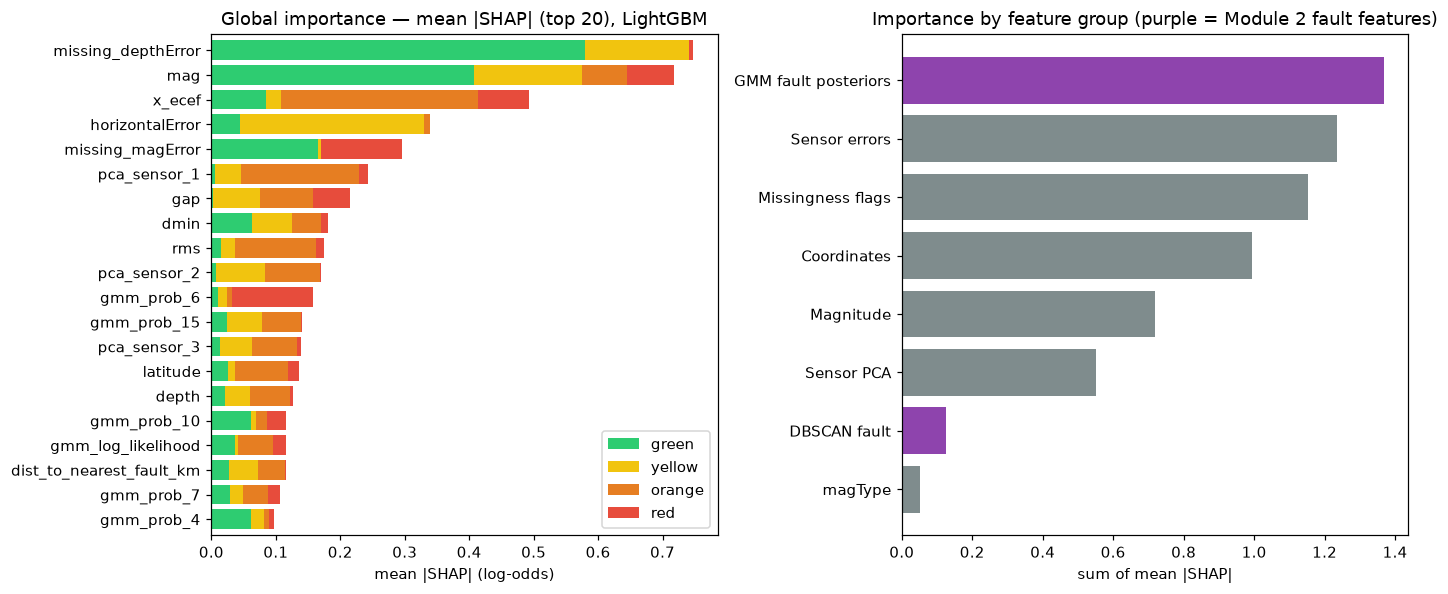 Global importance — mean |SHAP| (top 20), LightGBM
missing_depthError
mag
x_ecef
horizontalError
missing_magError
pca_sensor_1
gap
dmin
rms
pca_sensor_2
gmm_prob_6
gmm_prob_15
pca_sensor_3
latitude
depth
gmm_prob_10
gmm_log_likelihood
dist_to_nearest_fault_km
gmm_prob_7
gmm_prob_4
green
yellow
orange
red
0.0 0.1 0.2 0.3 0.4 0.5 0.6 0.7
mean |SHAP| (log-odds)
Importance by feature group (purple = Module 2 fault features)
GMM fault posteriors
Sensor errors
Missingness flags
Coordinates
Magnitude
Sensor PCA
DBSCAN fault
magType
0.0 0.2 0.4 0.6 0.8 1.0 1.2 1.4
sum of mean |SHAP|